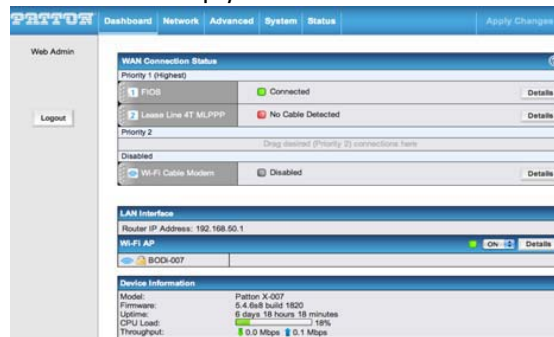 PATTON Dashboard Network Advanced System Status Apply Changes
Web Admin
Logout
WAN Connection Status
Priority 1 (Highest)
1 FIOS Connected Details
2 Lease Line 4T MLPPP No Cable Detected Details
Priority 2
Drag desired (Priority 2) connections here
Disabled
Wi-Fi Cable Modem Disabled Details
LAN Interface
Router IP Address: 192.168.50.1
Wi-Fi AP ON Details
BODi-007
Device Information
Model: Patton X-007
Firmware: 5.4.6s8 build 1820
Uptime: 6 days 18 hours 18 minutes
CPU Load: 18%
Throughput: 0.0 Mbps 0.1 Mbps